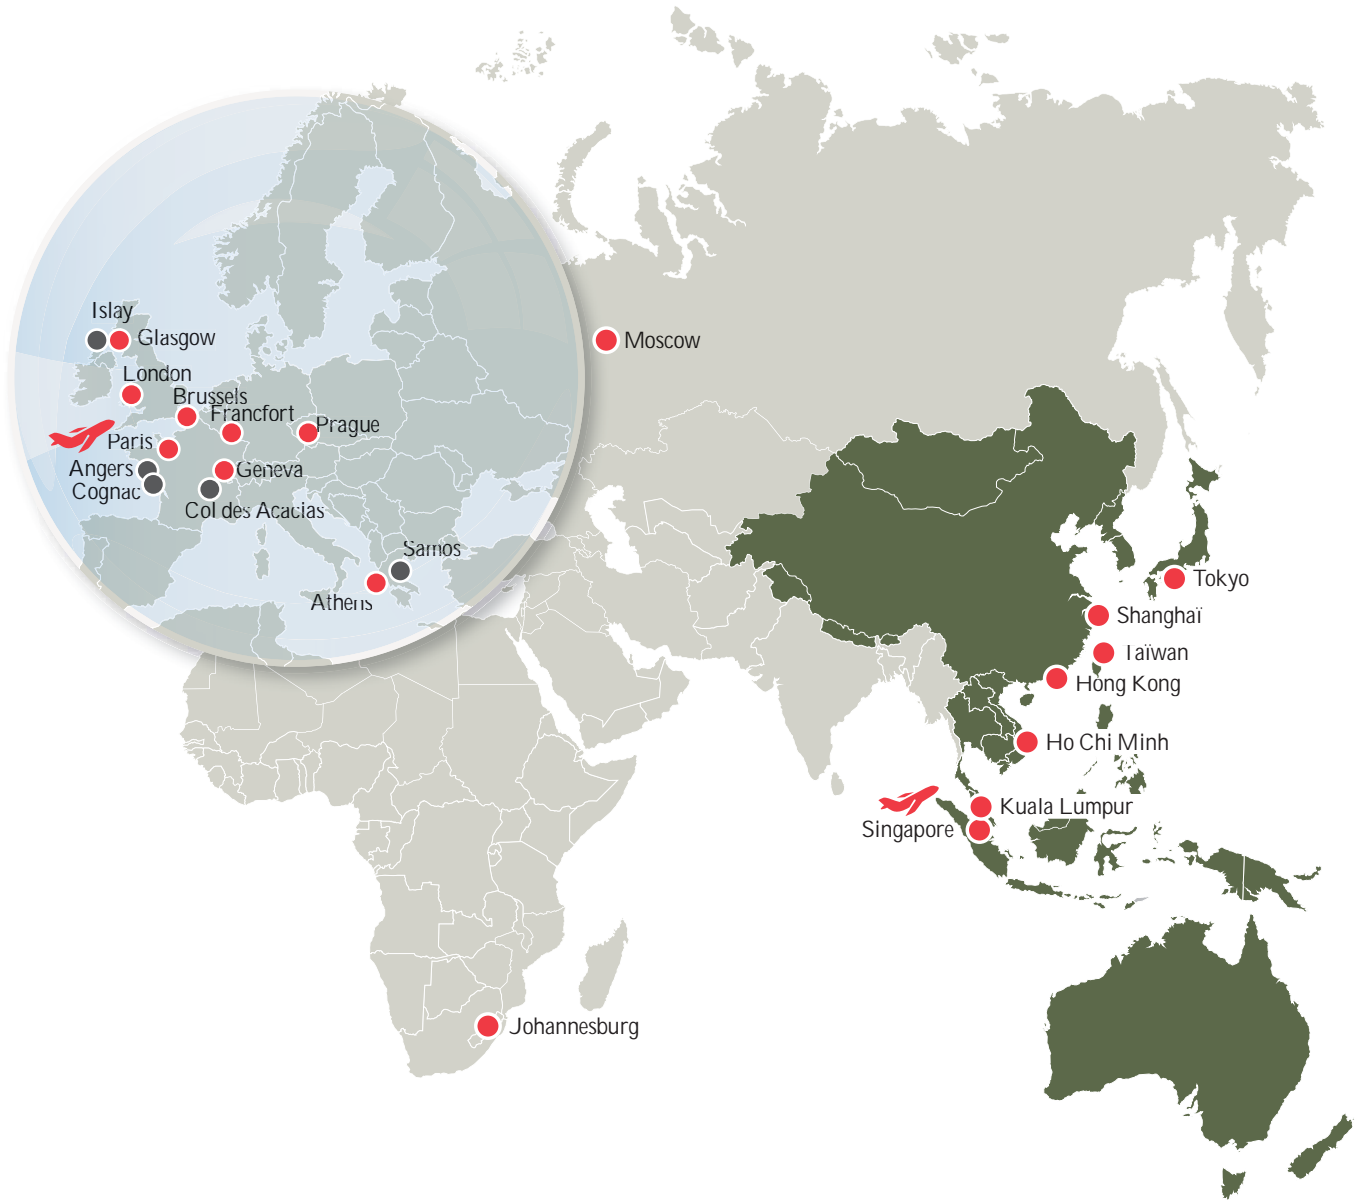 Islay
Glasgow
Moscow
London
Brussels
Francfort
Prague
Paris
Angers
Geneva
Cognac
Col des Acacias
Samos
Athens
Tokyo
Shanghaï
Taïwan
Hong Kong
Ho Chi Minh
Kuala Lumpur
Singapore
Johannesburg